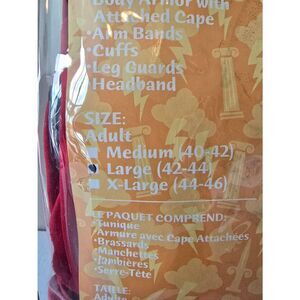 Body Armor with
Attached Cape
•Arm Bands
•Cuffs
•Leg Guards
Headband
SIZE:
Adult
Medium (40-42)
Large (42-44)
X-Large (44-46)
LE PAQUET COMPREND:
•Tunique
•Armure avec Cape Attachées
•Brassards
•Manchettes
•Jambières
•Serre-Tête
TAILLE: